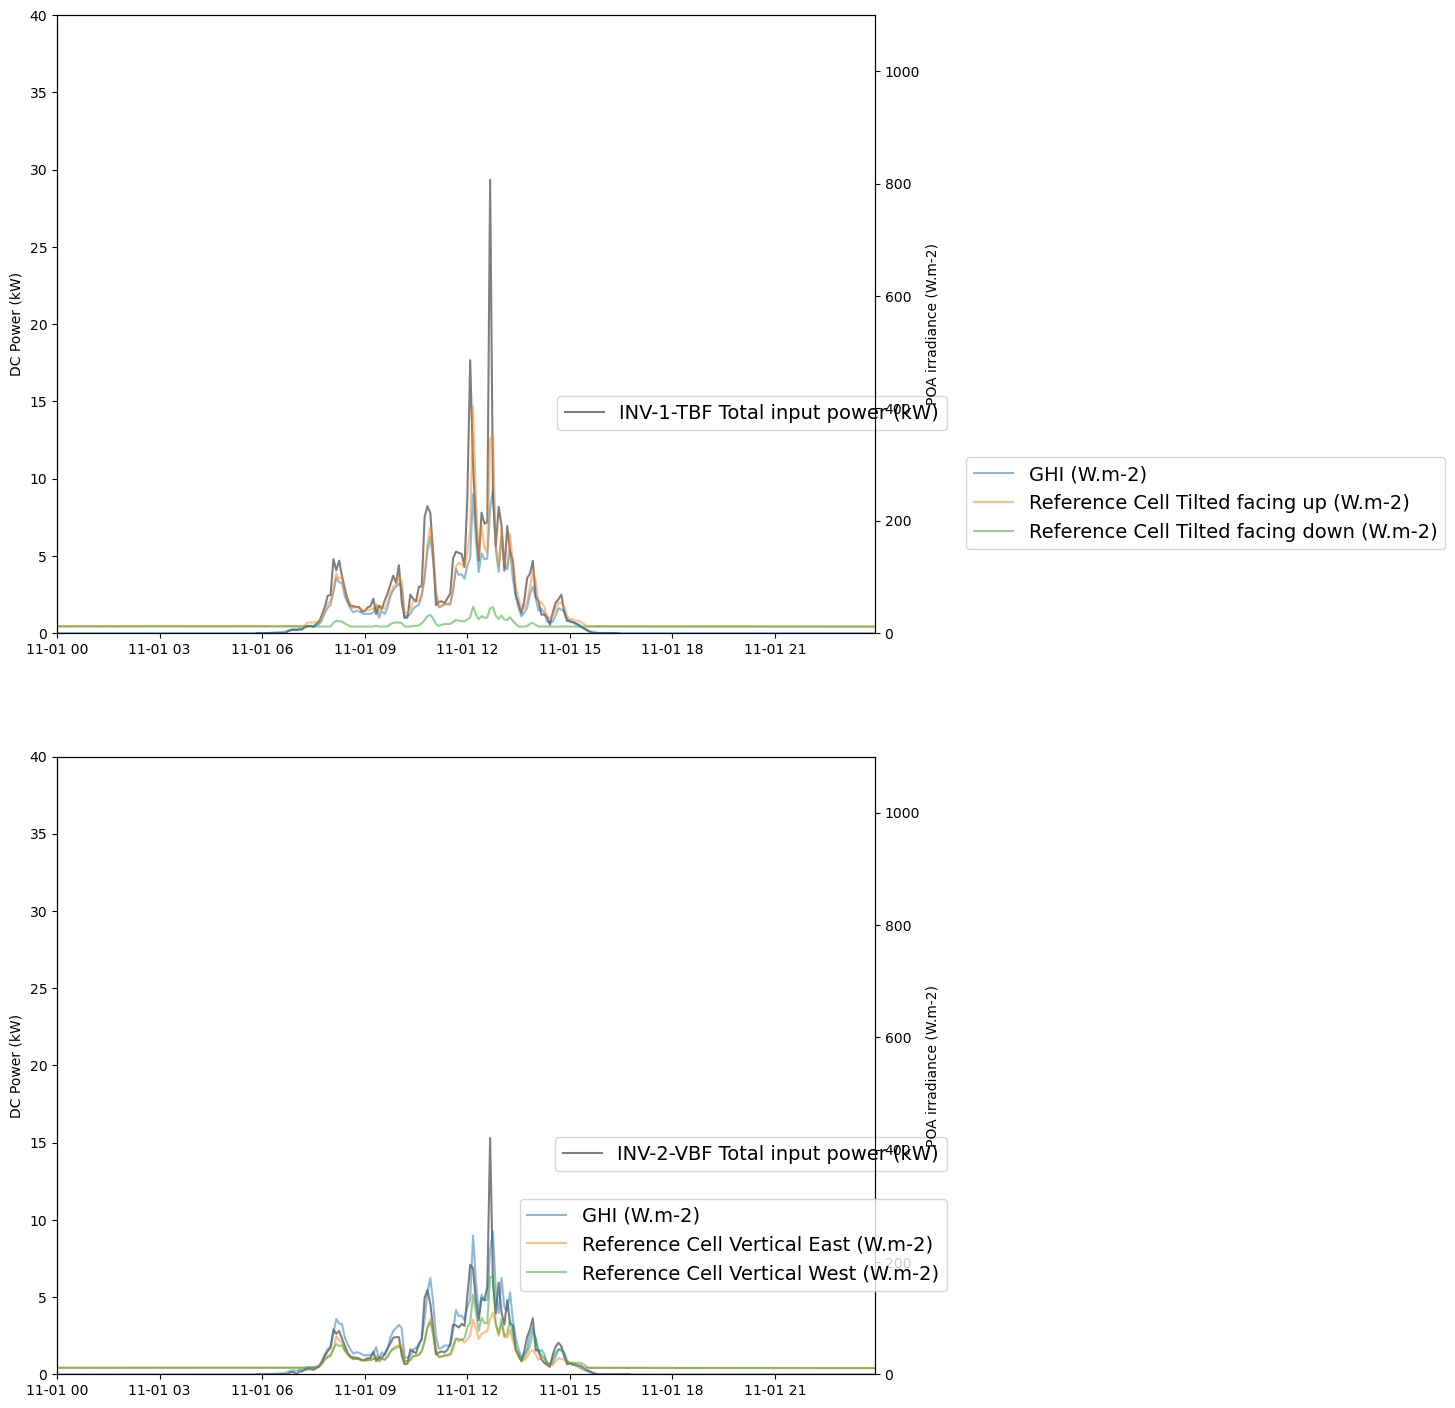 40
35
30
25
20
15
10
5
0
DC Power (kW)
1000
800
600
400
200
0
POA irradiance (W.m-2)
INV-1-TBF Total input power (kW)
GHI (W.m-2)
Reference Cell Tilted facing up (W.m-2)
Reference Cell Tilted facing down (W.m-2)
11-01 00 11-01 03 11-01 06 11-01 09 11-01 12 11-01 15 11-01 18 11-01 21
40
35
30
25
20
15
10
5
0
DC Power (kW)
1000
800
600
400
200
0
POA irradiance (W.m-2)
INV-2-VBF Total input power (kW)
GHI (W.m-2)
Reference Cell Vertical East (W.m-2)
Reference Cell Vertical West (W.m-2)
11-01 00 11-01 03 11-01 06 11-01 09 11-01 12 11-01 15 11-01 18 11-01 21